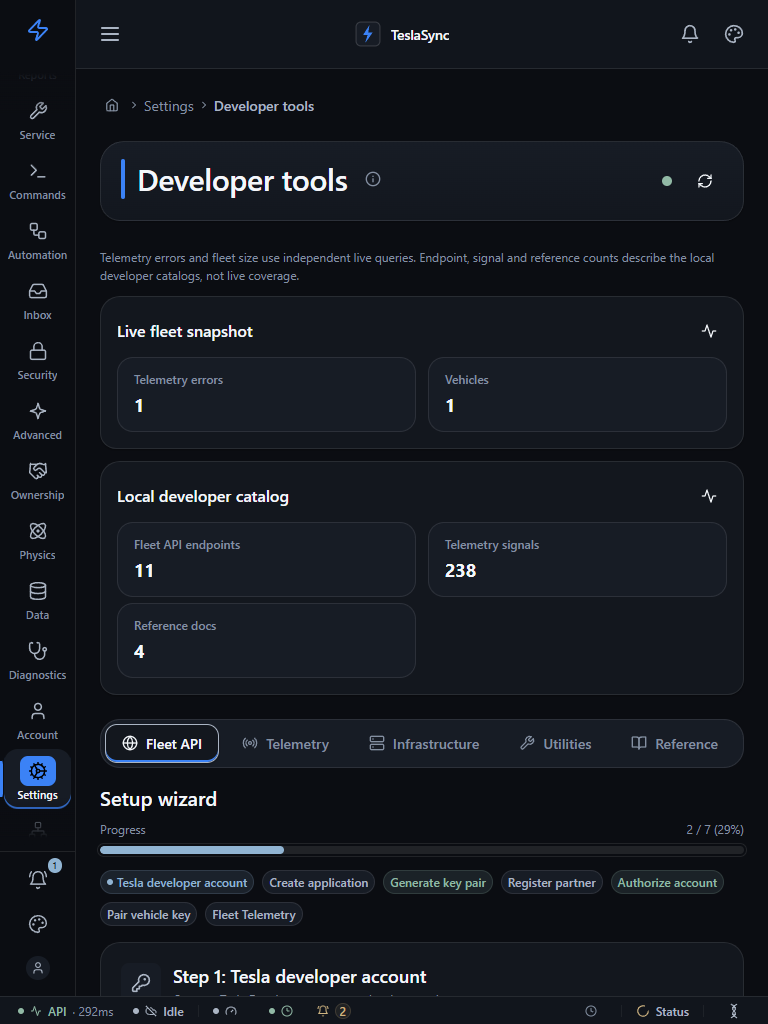 TeslaSync
Reports
Service
Commands
Automation
Inbox
Security
Advanced
Ownership
Physics
Data
Diagnostics
Account
Settings
1
Settings
Developer tools
Developer tools
Telemetry errors and fleet size use independent live queries. Endpoint, signal and reference counts describe the local
developer catalogs, not live coverage.
Live fleet snapshot
Telemetry errors
1
Vehicles
1
Local developer catalog
Fleet API endpoints
11
Telemetry signals
238
Reference docs
4
Fleet API
Telemetry
Infrastructure
Utilities
Reference
Setup wizard
Progress
2 / 7 (29%)
Tesla developer account
Create application
Generate key pair
Register partner
Authorize account
Pair vehicle key
Fleet Telemetry
Step 1: Tesla developer account
API · 292ms
Idle
2
Status